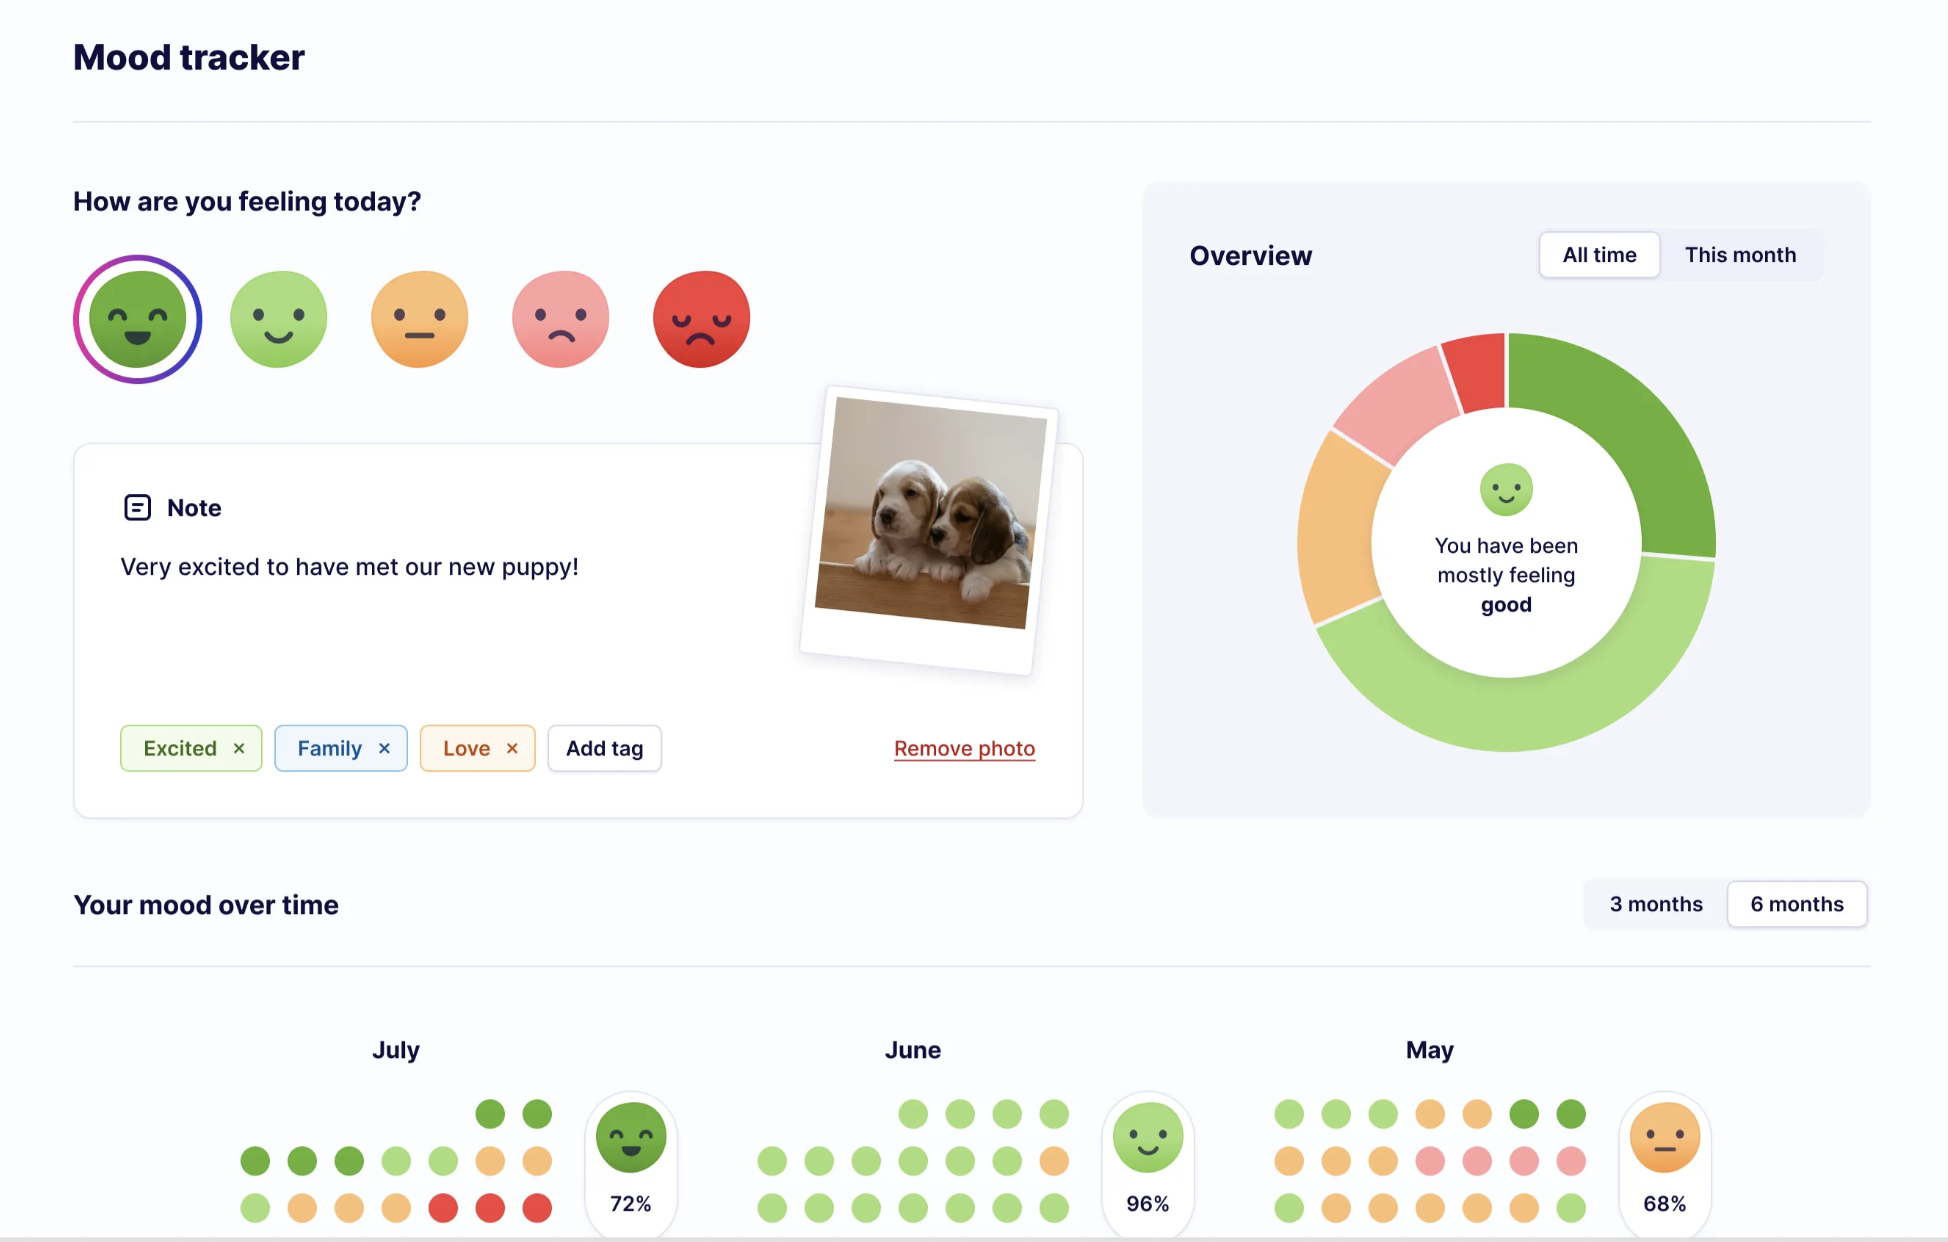 Mood tracker
How are you feeling today?
Overview
All time
This month
Note
Very excited to have met our new puppy!
You have been
mostly feeling
good
Excited ×
Family ×
Love ×
Add tag
Remove photo
Your mood over time
3 months
6 months
July
June
May
72%
96%
68%